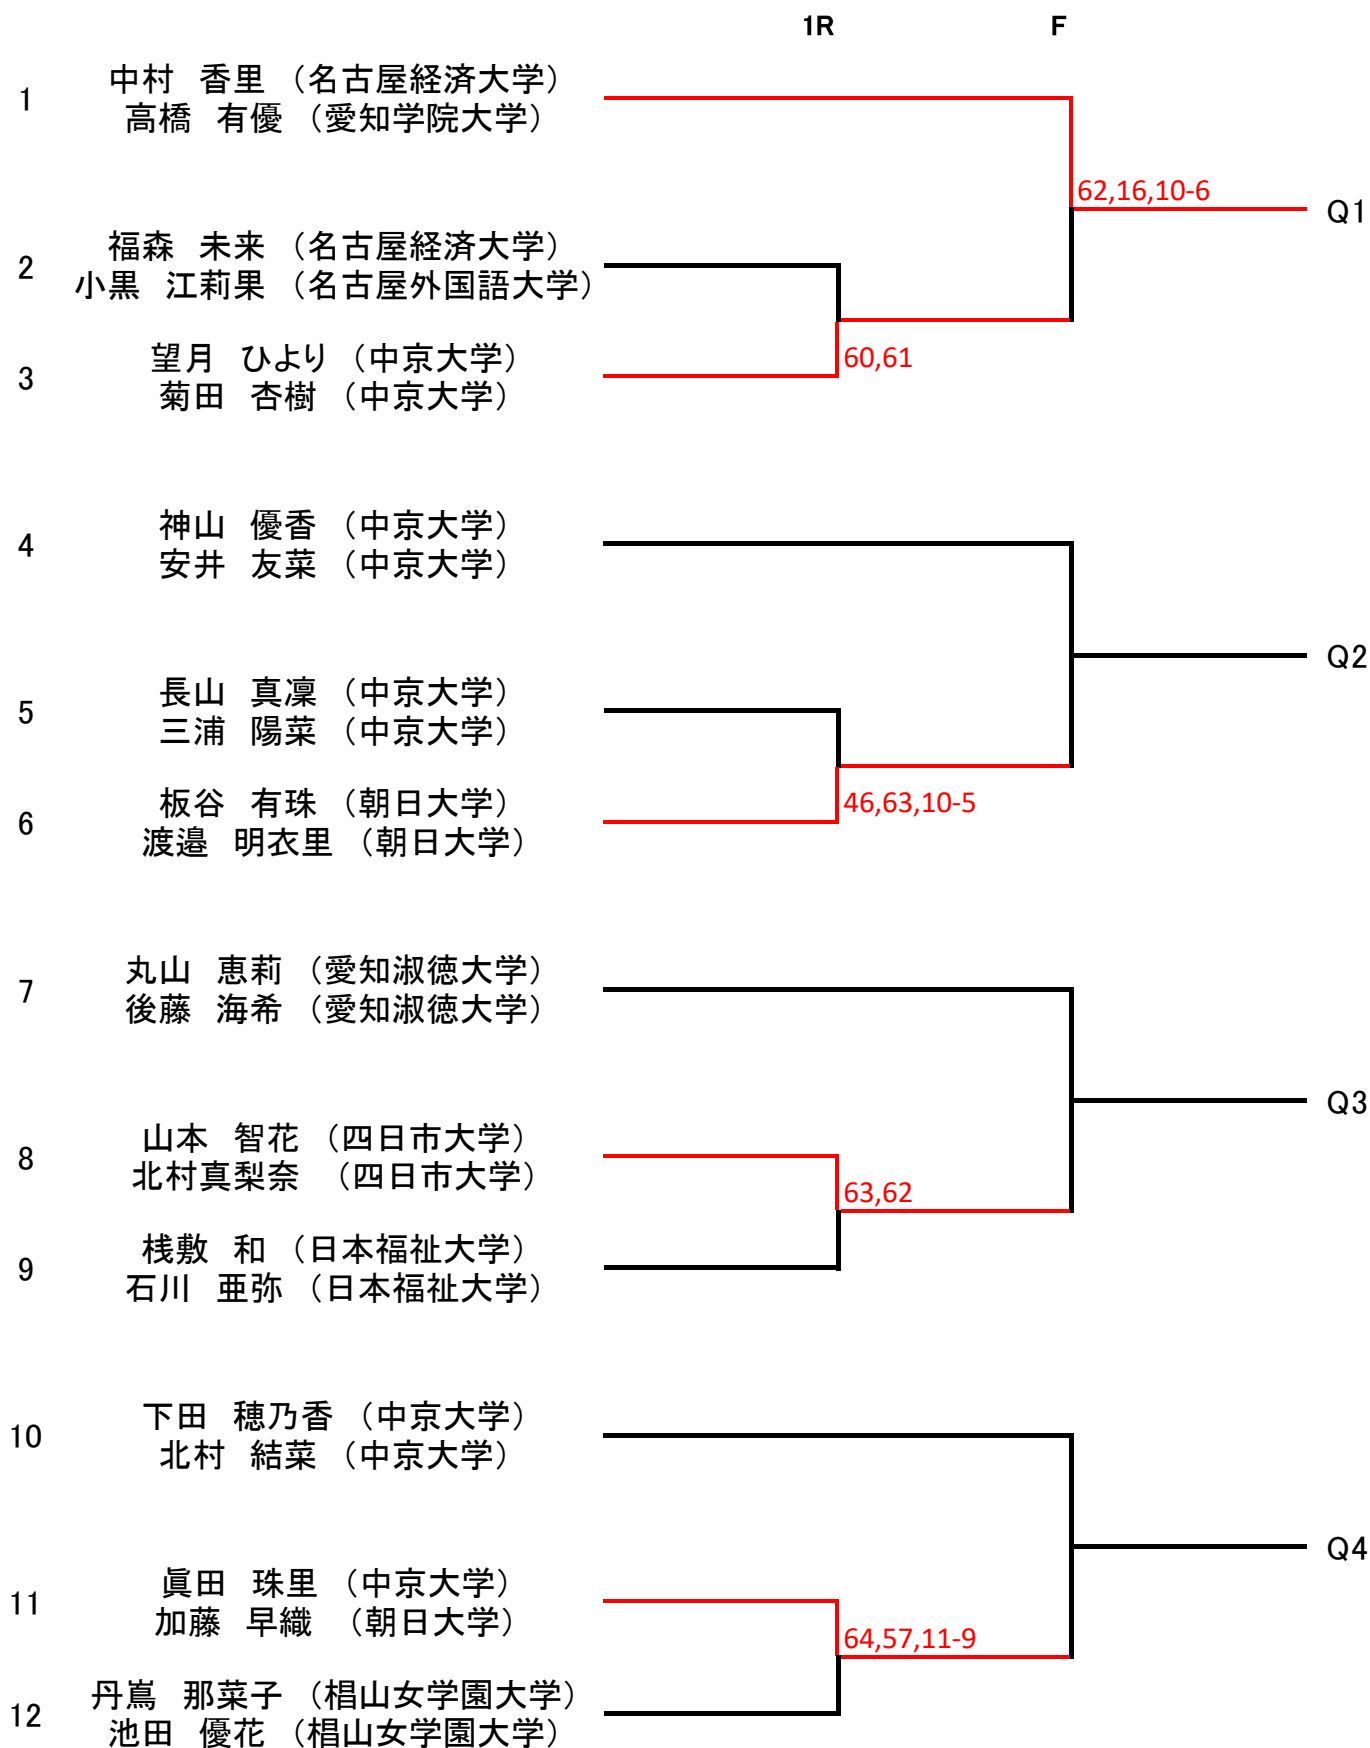 1R F
1
中村　香里　（名古屋経済大学）
高橋　有優　（愛知学院大学）
62,16,10-6
Q1
2
福森　未来　（名古屋経済大学）
小黒　江莉果　（名古屋外国語大学）
3
望月　ひより　（中京大学）
菊田　杏樹　（中京大学）
60,61
4
神山　優香　（中京大学）
安井　友菜　（中京大学）
Q2
5
長山　真凜　（中京大学）
三浦　陽菜　（中京大学）
6
板谷　有珠　（朝日大学）
渡邉　明衣里　（朝日大学）
46,63,10-5
7
丸山　恵莉　（愛知淑徳大学）
後藤　海希　（愛知淑徳大学）
Q3
8
山本　智花　（四日市大学）
北村真梨奈　（四日市大学）
63,62
9
桟敷　和　（日本福祉大学）
石川　亜弥　（日本福祉大学）
10
下田　穂乃香　（中京大学）
北村　結菜　（中京大学）
Q4
11
眞田　珠里　（中京大学）
加藤　早織　（朝日大学）
64,57,11-9
12
丹嶌　那菜子　（椙山女学園大学）
池田　優花　（椙山女学園大学）